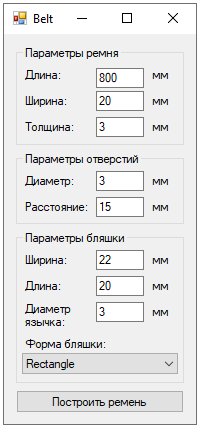 Belt
Параметры ремня
Длина: 800 мм
Ширина: 20 мм
Толщина: 3 мм
Параметры отверстий
Диаметр: 3 мм
Расстояние: 15 мм
Параметры бляшки
Ширина: 22 мм
Длина: 20 мм
Диаметр 3 мм
язычка:
Форма бляшки:
Rectangle
Построить ремень